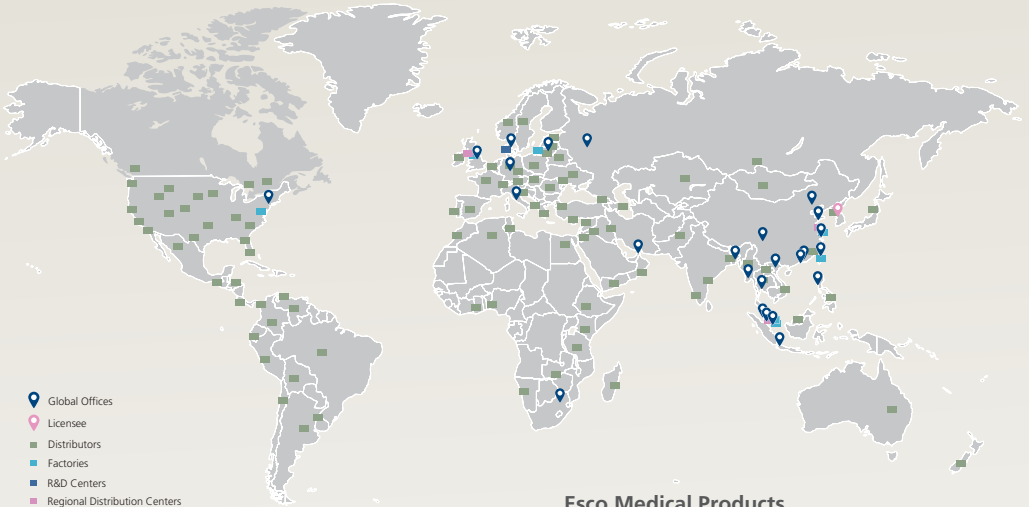 Global Offices
Licensee
Distributors
Factories
R&D Centers
Regional Distribution Centers
Esco Medical Products